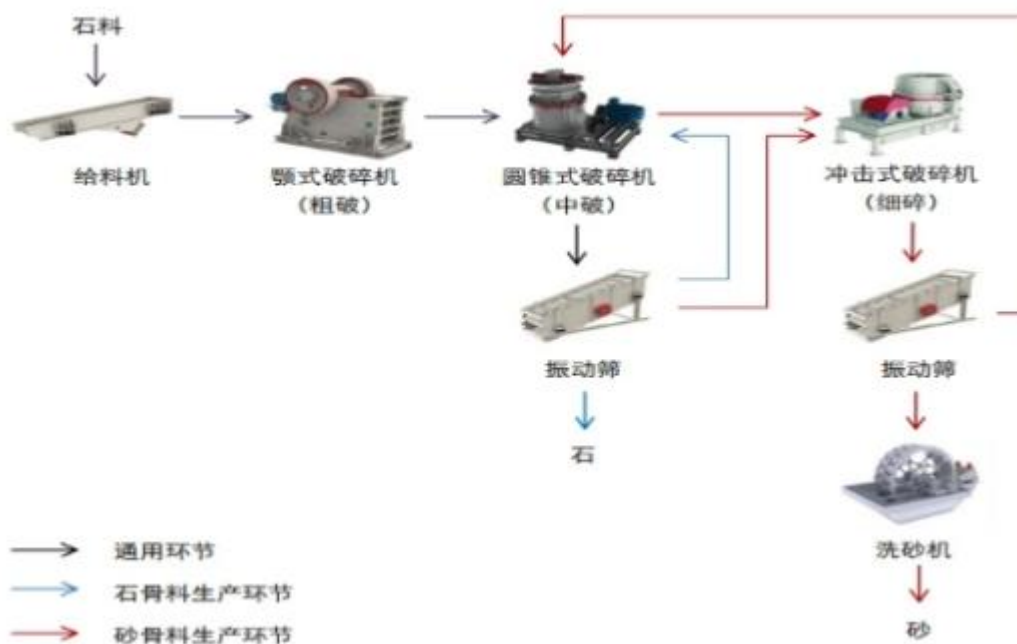 石料
给料机
颚式破碎机
（粗破）
圆锥式破碎机
（中破）
冲击式破碎机
（细碎）
振动筛
振动筛
石
洗砂机
砂
通用环节
石骨料生产环节
砂骨料生产环节